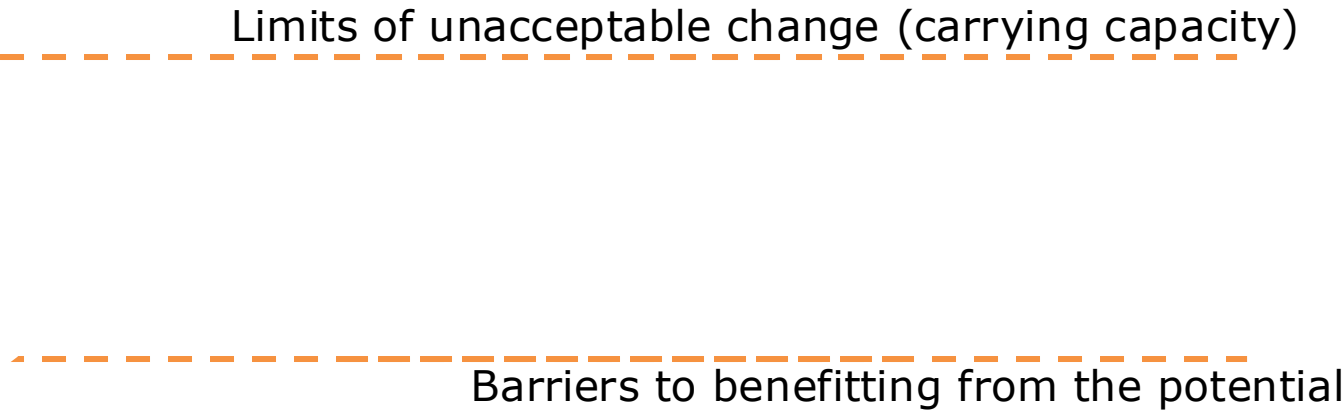 Limits of unacceptable change (carrying capacity)
Barriers to benefitting from the potential